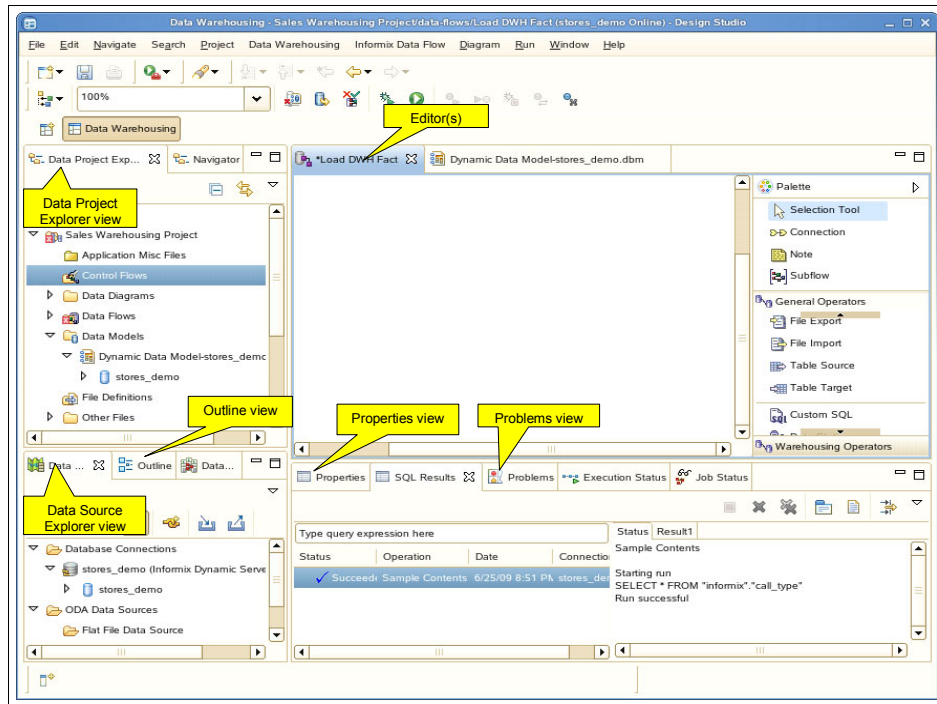 Data Warehousing - Sales Warehousing Project/data-flows/Load DWH Fact (stores_demo Online) - Design Studio
File Edit Navigate Search Project Data Warehousing Informix Data Flow Diagram Run Window Help
100%
Editor(s)
Data Warehousing
Data Project Exp... Navigator
*Load DWH Fact Dynamic Data Model-stores_demo.dbm
Data Project
Explorer view
Sales Warehousing Project
Application Misc Files
Control Flows
Data Diagrams
Data Flows
Data Models
Dynamic Data Model-stores_demo
stores_demo
File Definitions
Other Files
Palette
Selection Tool
Connection
Note
Subflow
General Operators
File Export
File Import
Table Source
Table Target
Custom SQL
Warehousing Operators
Outline view
Properties view
Problems view
Data ... Outline Data...
Data Source
Explorer view
Database Connections
stores_demo (Informix Dynamic Serve
stores_demo
ODA Data Sources
Flat File Data Source
Properties SQL Results Problems Execution Status Job Status
Type query expression here
Status Operation Date Connectio
Succeede Sample Contents 6/25/09 8:51 PM stores_der
Status Result1
Sample Contents
Starting run
SELECT * FROM "informix"."call_type"
Run successful